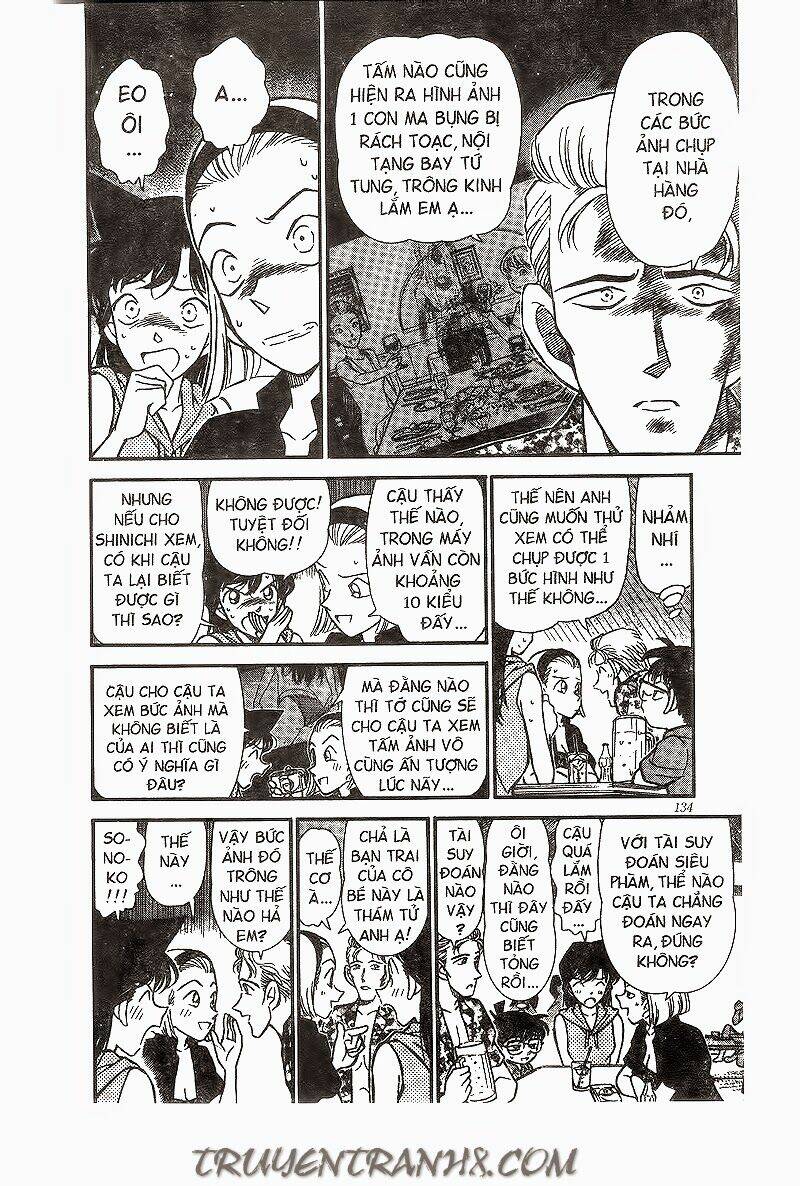 TRONG
CÁC BỨC
ẢNH CHỤP
TẠI NHÀ
HÀNG
ĐÓ,
TẤM NÀO CŨNG
HIỆN RA HÌNH ẢNH
1 CON MA BỤNG BỊ
RÁCH TOẠC, NỘI
TẠNG BAY TỨ
TUNG, TRÔNG KINH
LẮM EM Ạ...
A...
EO
ÔI
...
NHẢM
NHÍ
...
THẾ NÊN ANH
CŨNG MUỐN THỬ
XEM CÓ THỂ
CHỤP ĐƯỢC 1
BỨC HÌNH NHƯ
THẾ KHÔNG...
CẬU THẤY
THẾ NÀO,
TRONG MÁY
ẢNH VẪN CÒN
KHOẢNG
10 KIỂU
ĐẤY...
KHÔNG ĐƯỢC!
TUYỆT ĐỐI
KHÔNG!!
NHƯNG
NẾU CHO
SHINICHI XEM,
CÓ KHI CẬU
TA LẠI BIẾT
ĐƯỢC GÌ
THÌ SAO?
MÀ ĐẰNG NÀO
THÌ TỚ CŨNG SẼ
CHO CẬU TA XEM
TẤM ẢNH VÔ
CÙNG ẤN TƯỢNG
LÚC NÃY...
CẬU CHO CẬU TA
XEM BỨC ẢNH MÀ
KHÔNG BIẾT LÀ
CỦA AI THÌ CŨNG
CÓ Ý NGHĨA GÌ
ĐÂU?
134
VỚI TÀI SUY
ĐOÁN SIÊU
PHÀM, THỂ NÀO
CẬU TA CHẲNG
ĐOÁN NGAY
RA, ĐÚNG
KHÔNG?
CẬU
QUÁ
LẮM
RỒI
ĐẤY...
ÔI
GIỜI,
ĐẰNG
NÀO
THÌ ĐÂY
CŨNG
BIẾT
TỎNG
RỒI...
TÀI
SUY
ĐOÁN
NÀO
VẬY?
CHẢ LÀ
BẠN TRAI
CỦA CÔ
BÉ NÀY LÀ
THÁM TỬ
ANH Ạ!
THẾ
CƠ
À...
VẬY BỨC
ẢNH ĐÓ
TRÔNG
NHƯ THẾ
NÀO HẢ
EM?
THẾ
NÀY
...
SO-
NO-
KO
!!!
TRUYENTRANH8.COM